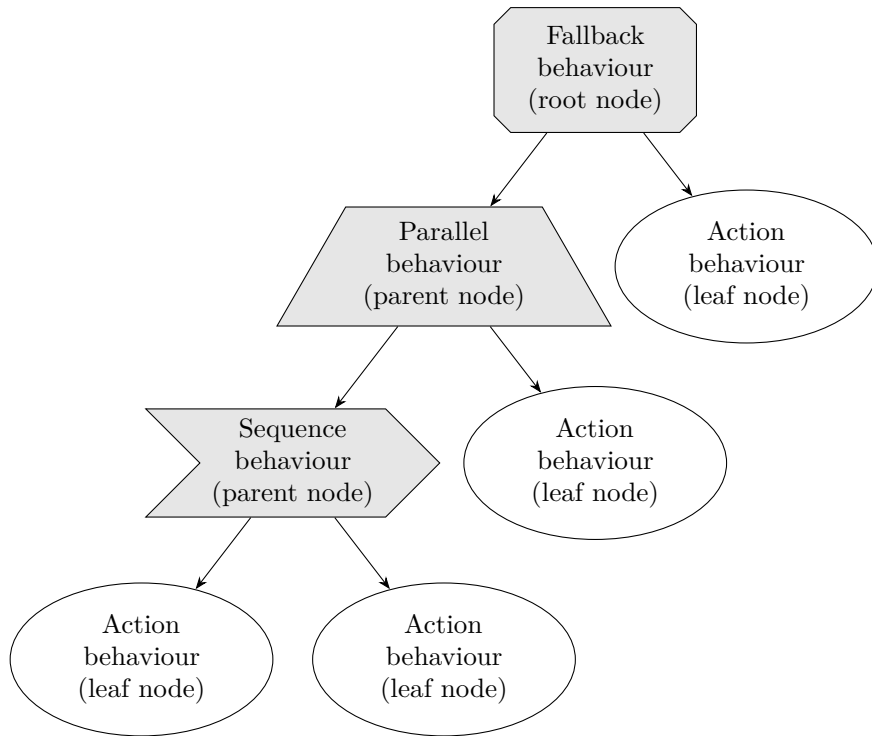 Fallback
behaviour
(root node)
Parallel
behaviour
(parent node)
Action
behaviour
(leaf node)
Sequence
behaviour
(parent node)
Action
behaviour
(leaf node)
Action
behaviour
(leaf node)
Action
behaviour
(leaf node)